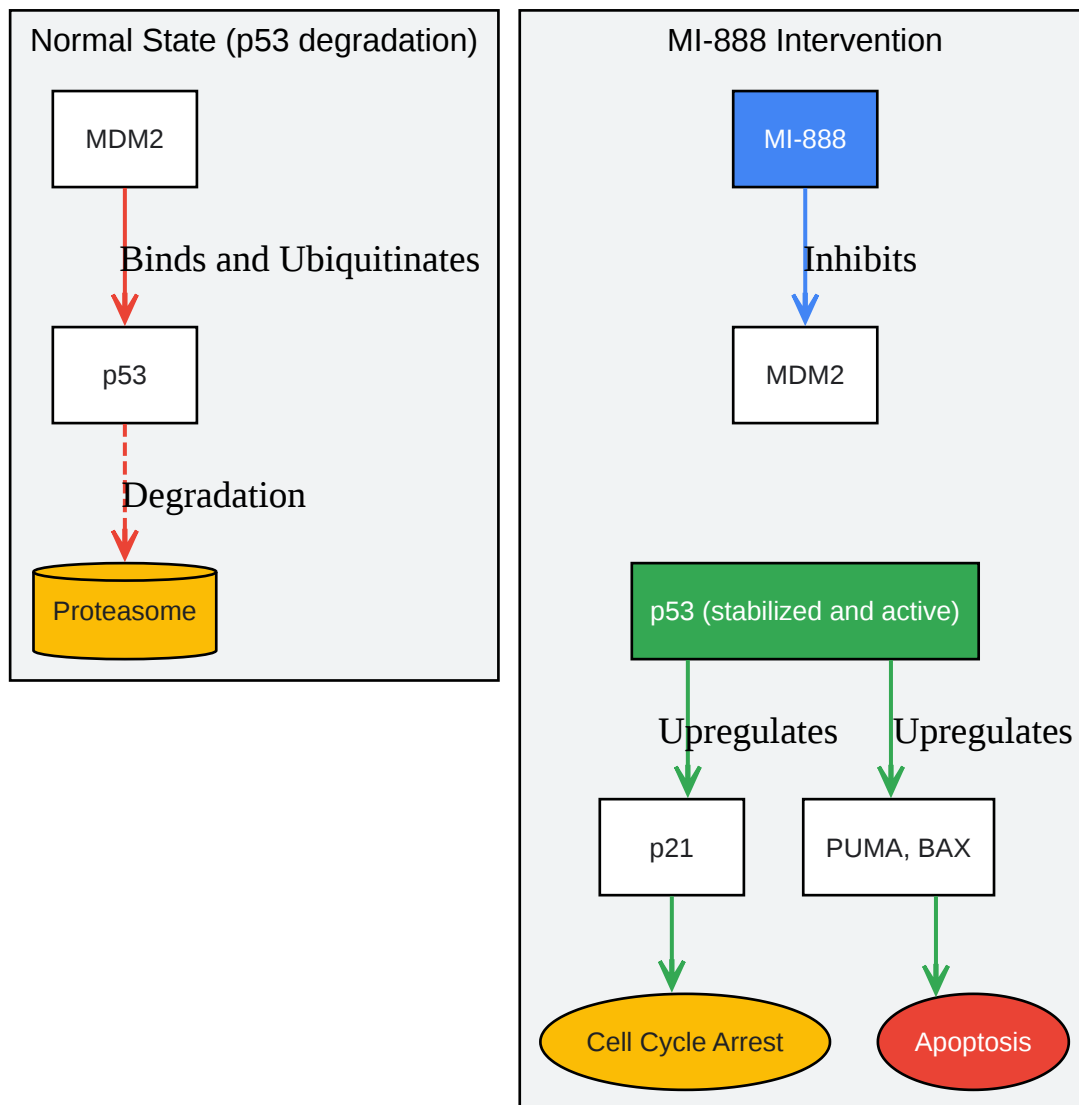 Normal State (p53 degradation)
MDM2
Binds and Ubiquitinates
p53
Degradation
Proteasome
MI-888 Intervention
MI-888
Inhibits
MDM2
p53 (stabilized and active)
Upregulates
Upregulates
p21
PUMA, BAX
Cell Cycle Arrest
Apoptosis